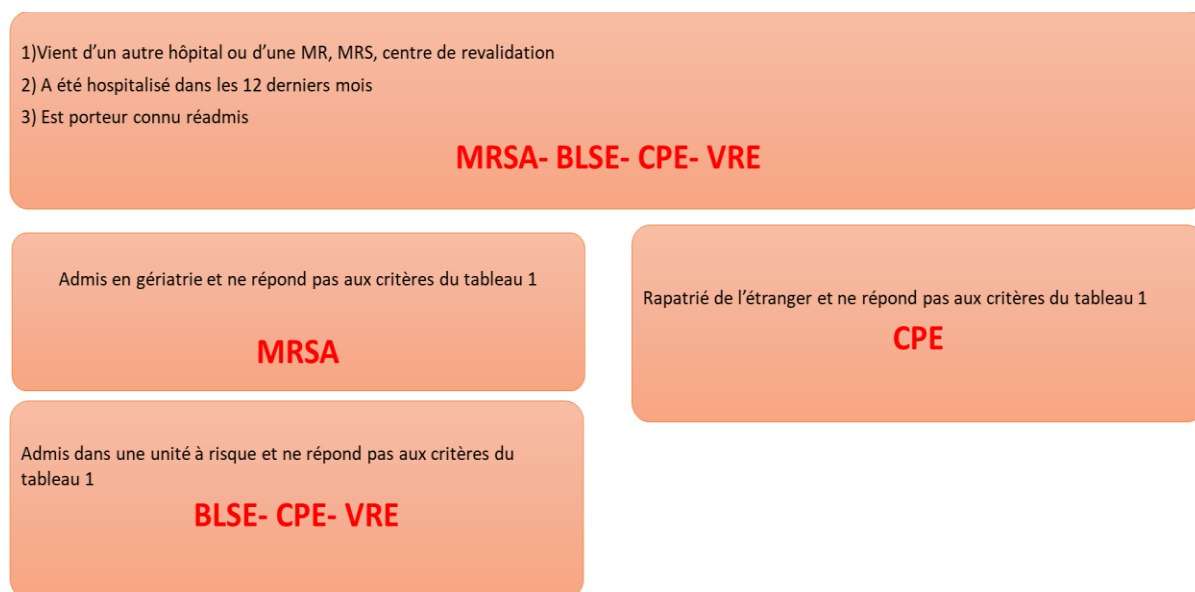 1)Vient d'un autre hôpital ou d'une MR, MRS, centre de revalidation
2) A été hospitalisé dans les 12 derniers mois
3) Est porteur connu réadmis
MRSA- BLSE- CPE- VRE
Admis en gériatrie et ne répond pas aux critères du tableau 1
MRSA
Rapatrié de l'étranger et ne répond pas aux critères du tableau 1
CPE
Admis dans une unité à risque et ne répond pas aux critères du
tableau 1
BLSE- CPE- VRE